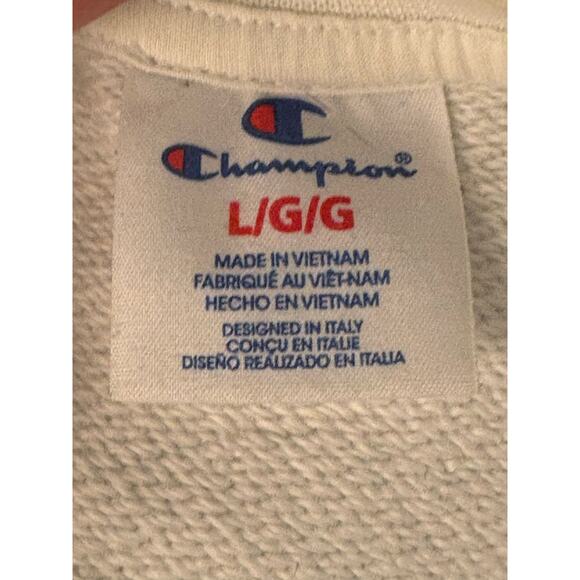 Champion®
L/G/G
MADE IN VIETNAM
FABRIQUÉ AU VIÊT-NAM
HECHO EN VIETNAM
DESIGNED IN ITALY
CONÇU EN ITALIE
DISEÑO REALIZADO EN ITALIA